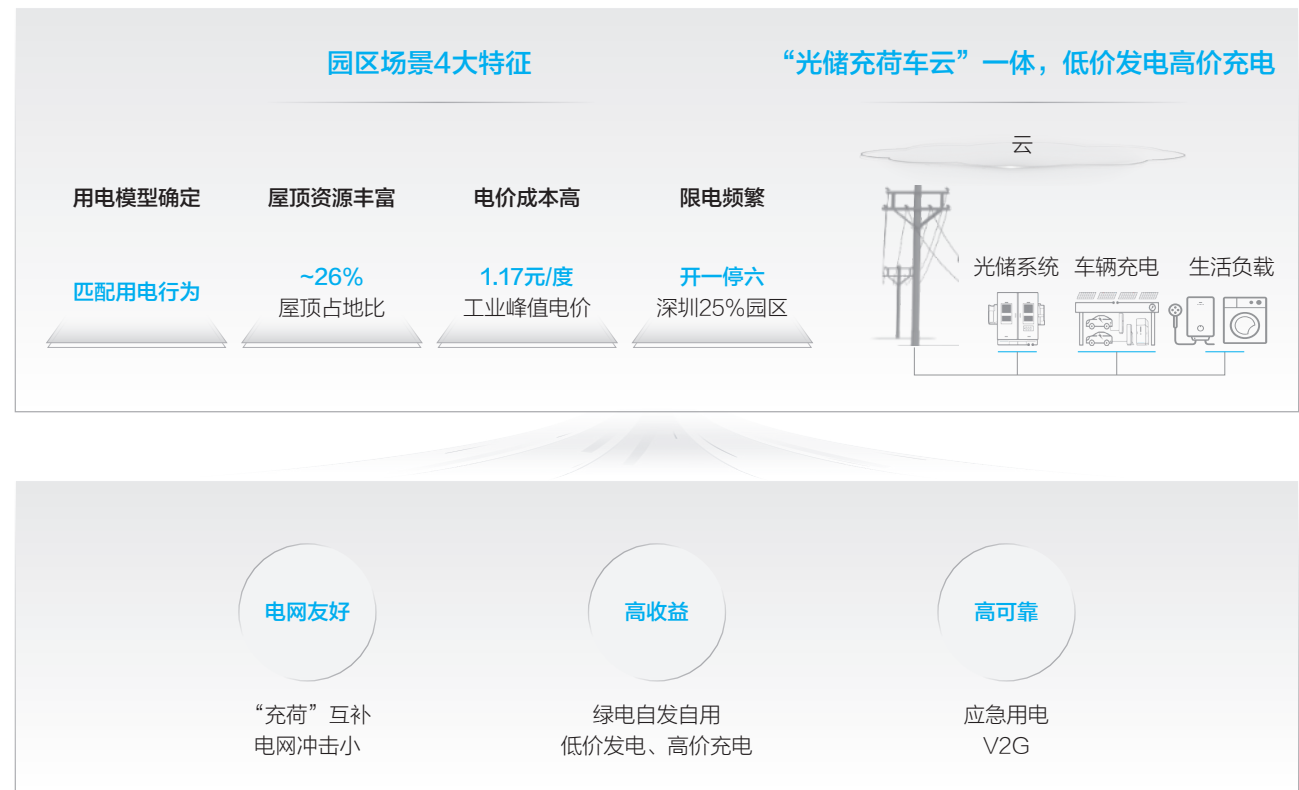 园区场景4大特征
“光储充荷车云”一体，低价发电高价充电
用电模型确定
屋顶资源丰富
电价成本高
限电频繁
匹配用电行为
~26%
屋顶占地比
1.17元/度
工业峰值电价
开一停六
深圳25%园区
云
光储系统
车辆充电
生活负载
电网友好
高收益
高可靠
“充荷”互补
电网冲击小
绿电自发自用
低价发电、高价充电
应急用电
V2G